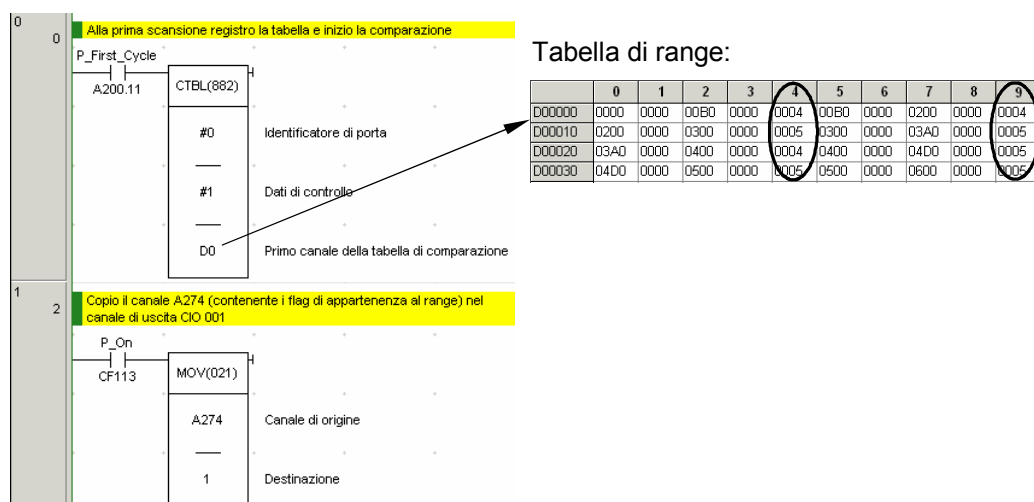 0
0
Alla prima scansione registro la tabella e inizio la comparazione
P_First_Cycle
A200.11
CTBL(882)
#0
Identificatore di porta
#1
Dati di controllo
D0
Primo canale della tabella di comparazione
Tabella di range:
0 1 2 3 4 5 6 7 8 9
D00000 0000 0000 00B0 0000 0004 00B0 0000 0200 0000 0004
D00010 0200 0000 0300 0000 0005 0300 0000 03A0 0000 0005
D00020 03A0 0000 0400 0000 0004 0400 0000 04D0 0000 0005
D00030 04D0 0000 0500 0000 0005 0500 0000 0600 0000 0005
1
2
Copio il canale A274 (contenente i flag di appartenenza al range) nel
canale di uscita CIO 001
P_On
CF113
MOV(021)
A274
Canale di origine
1
Destinazione